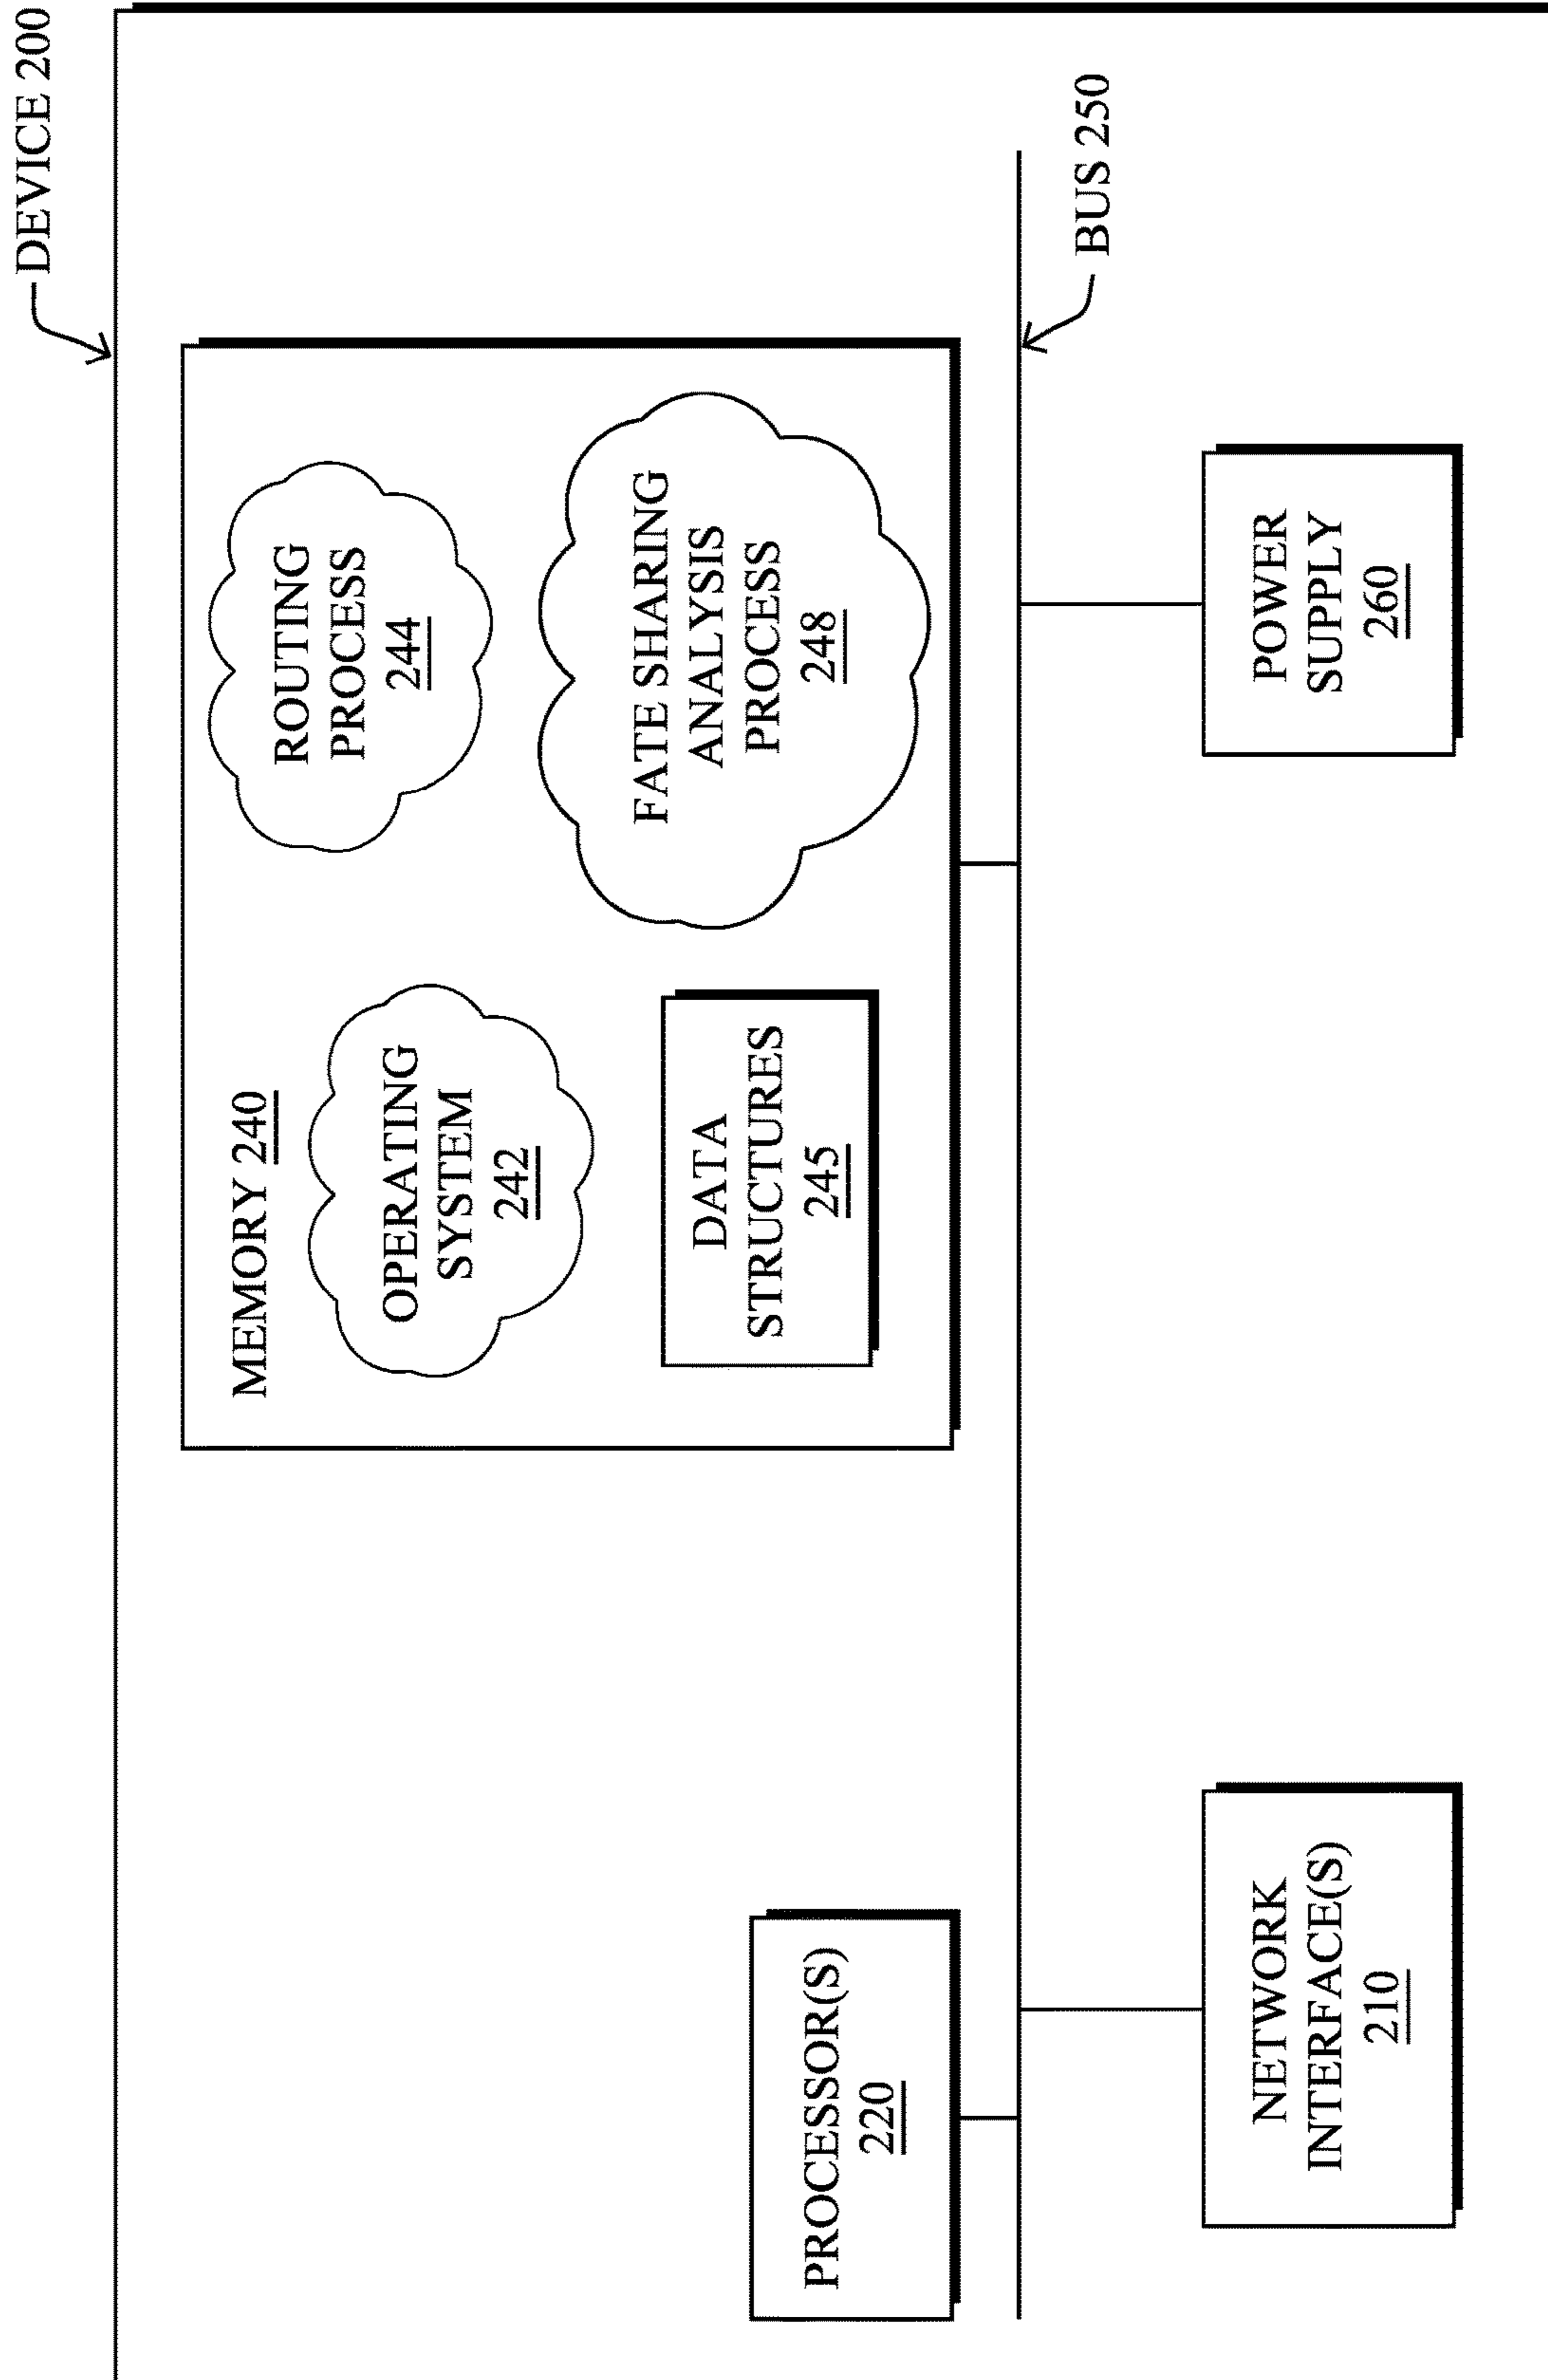 DEVICE 200
MEMORY 240
OPERATING
SYSTEM
242
ROUTING
PROCESS
244
DATA
STRUCTURES
245
FATE SHARING
ANALYSIS
PROCESS
248
PROCESSOR(S)
220
BUS 250
NETWORK
INTERFACE(S)
210
POWER
SUPPLY
260